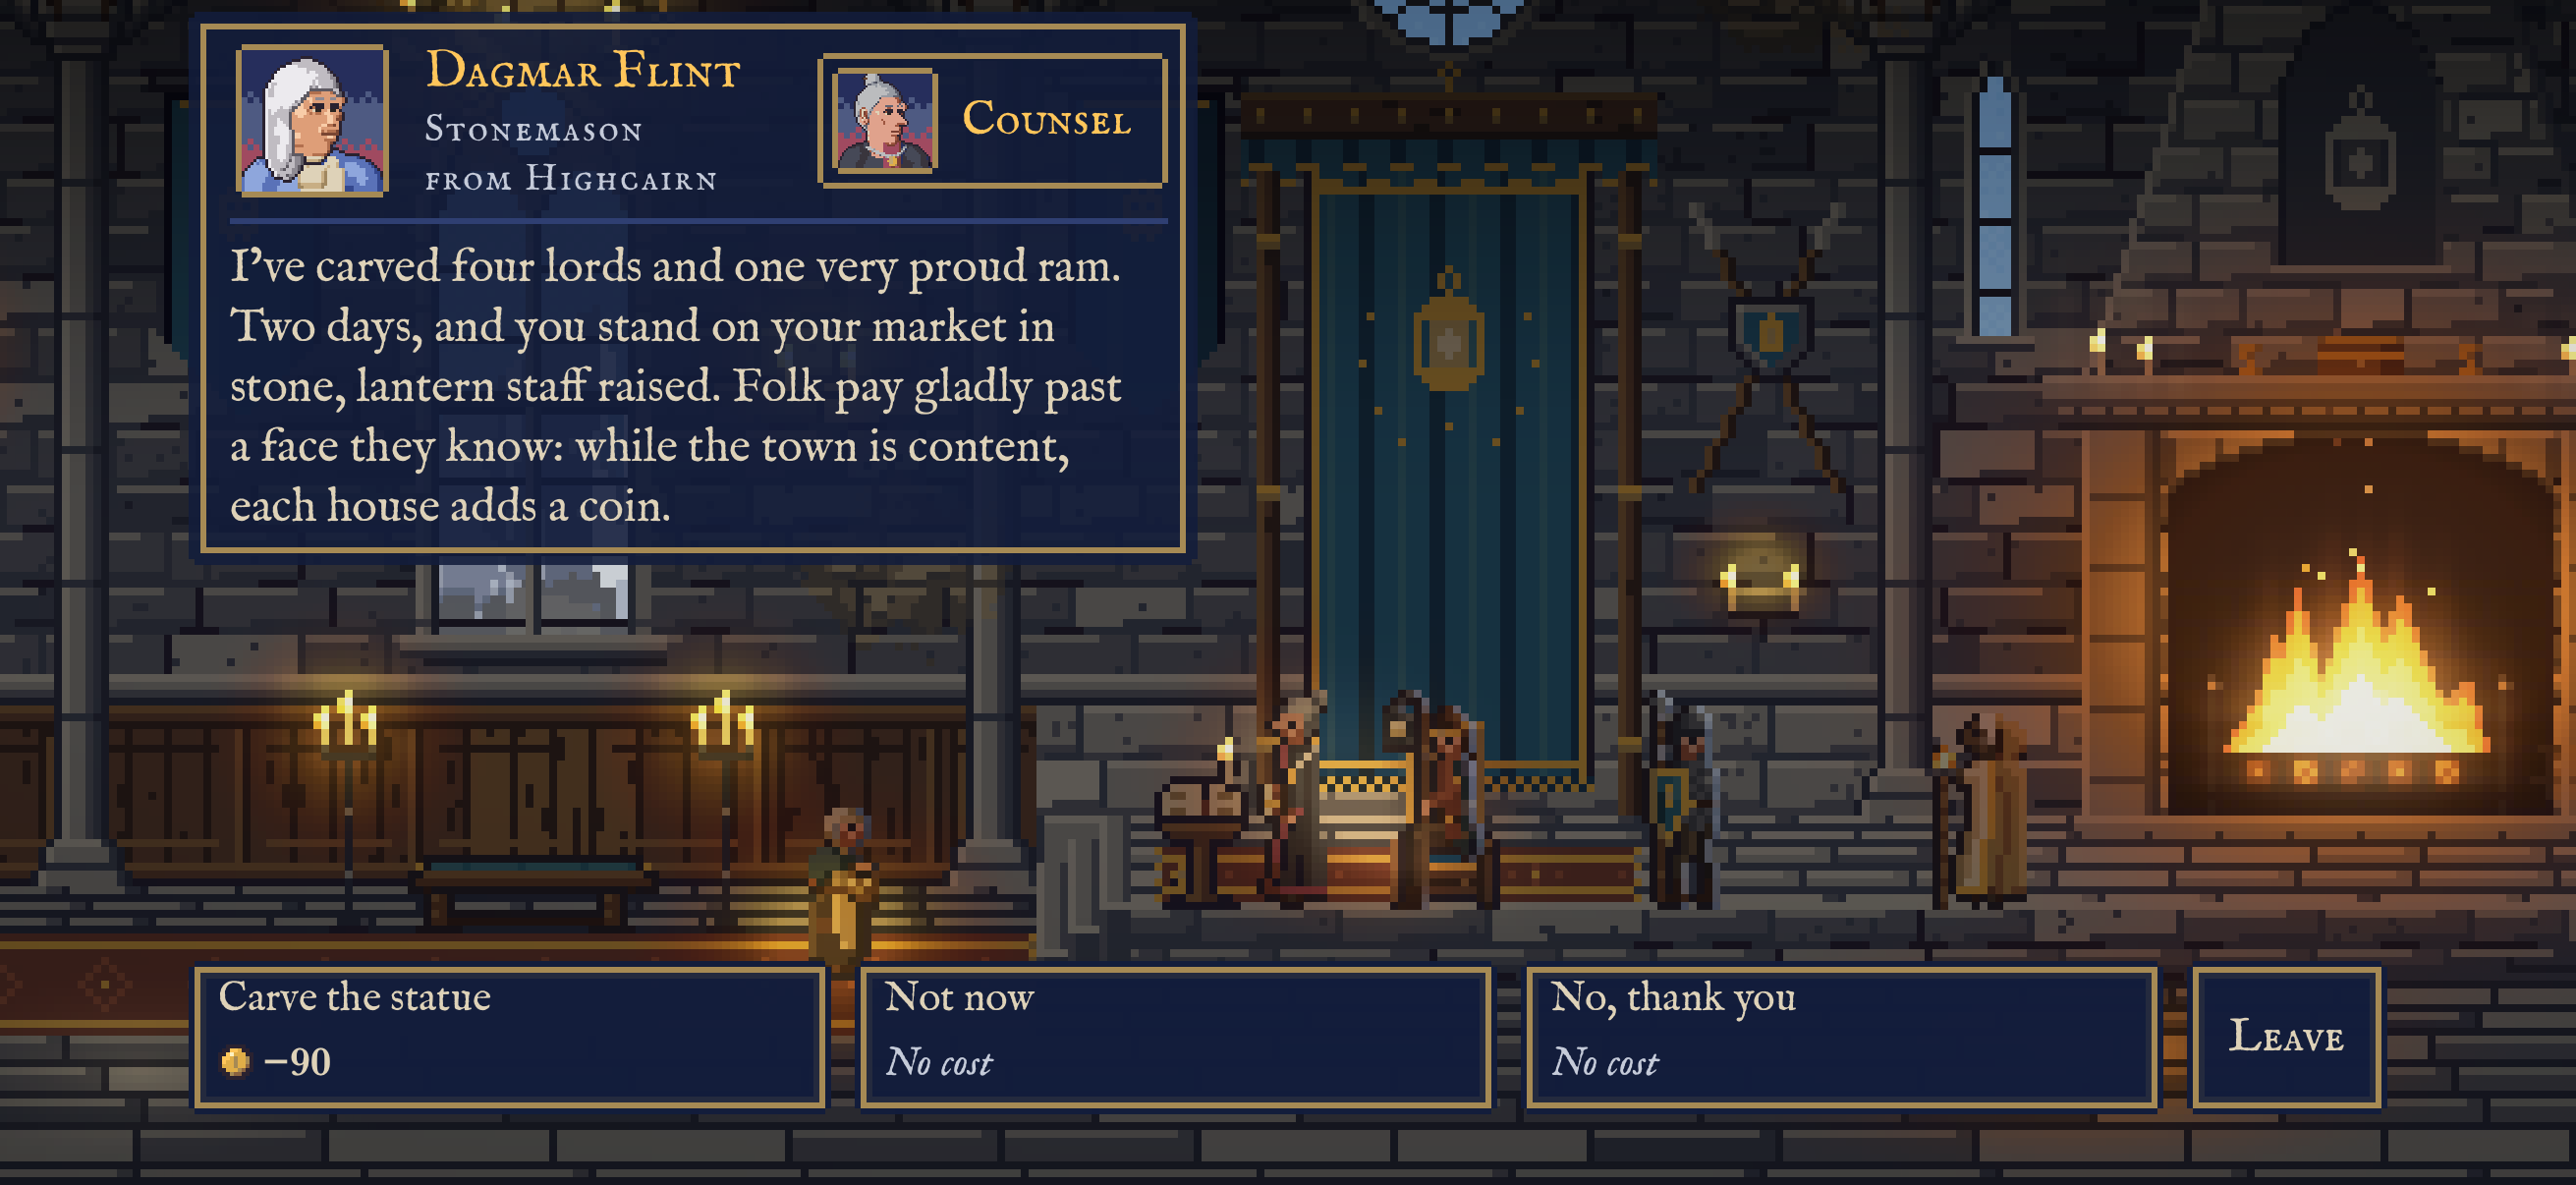 Dagmar Flint
Stonemason
from Highcairn
Counsel
I've carved four lords and one very proud ram.
Two days, and you stand on your market in
stone, lantern staff raised. Folk pay gladly past
a face they know: while the town is content,
each house adds a coin.
Carve the statue
−90
Not now
No cost
No, thank you
No cost
Leave